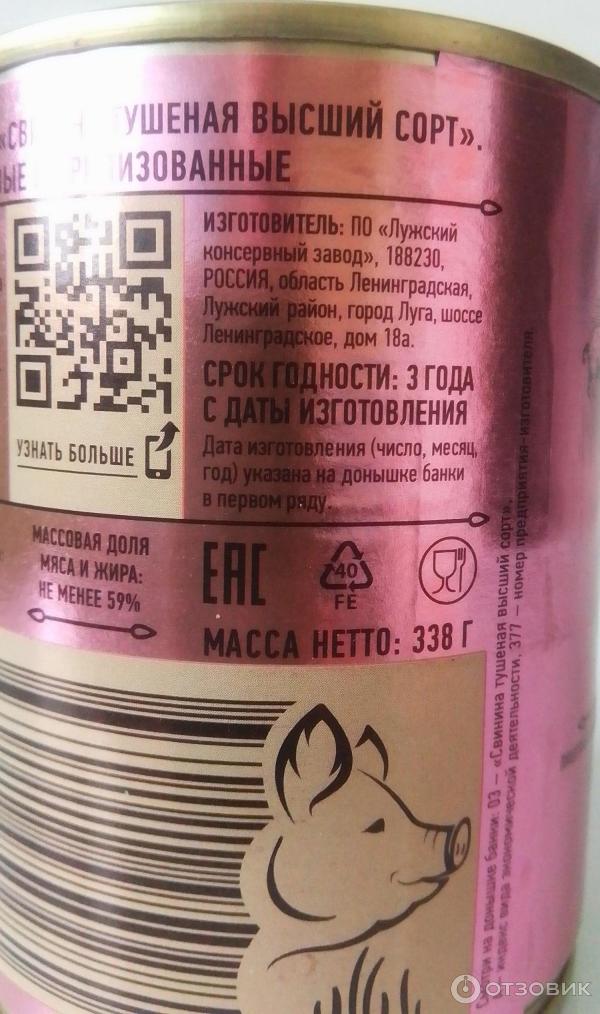 ТУШЕНАЯ ВЫСШИЙ СОРТ».
ИЗГОТОВИТЕЛЬ: ПО «Лужский
консервный завод», 188230,
РОССИЯ, область Ленинградская,
Лужский район, город Луга, шоссе
Ленинградское, дом 18а.
СРОК ГОДНОСТИ: 3 ГОДА
С ДАТЫ ИЗГОТОВЛЕНИЯ
Дата изготовления (число, месяц,
год) указана на донышке банки
в первом ряду.
УЗНАТЬ БОЛЬШЕ
МАССОВАЯ ДОЛЯ
МЯСА И ЖИРА:
НЕ МЕНЕЕ 59%
ЕАС
40
FE
МАССА НЕТТО: 338 Г
на донышке банки: 03 – «Свинина тушеная высший сорт»,
индекс вида экономической деятельности, 377 – номер предприятия-изготовителя.
ОТЗОВИК